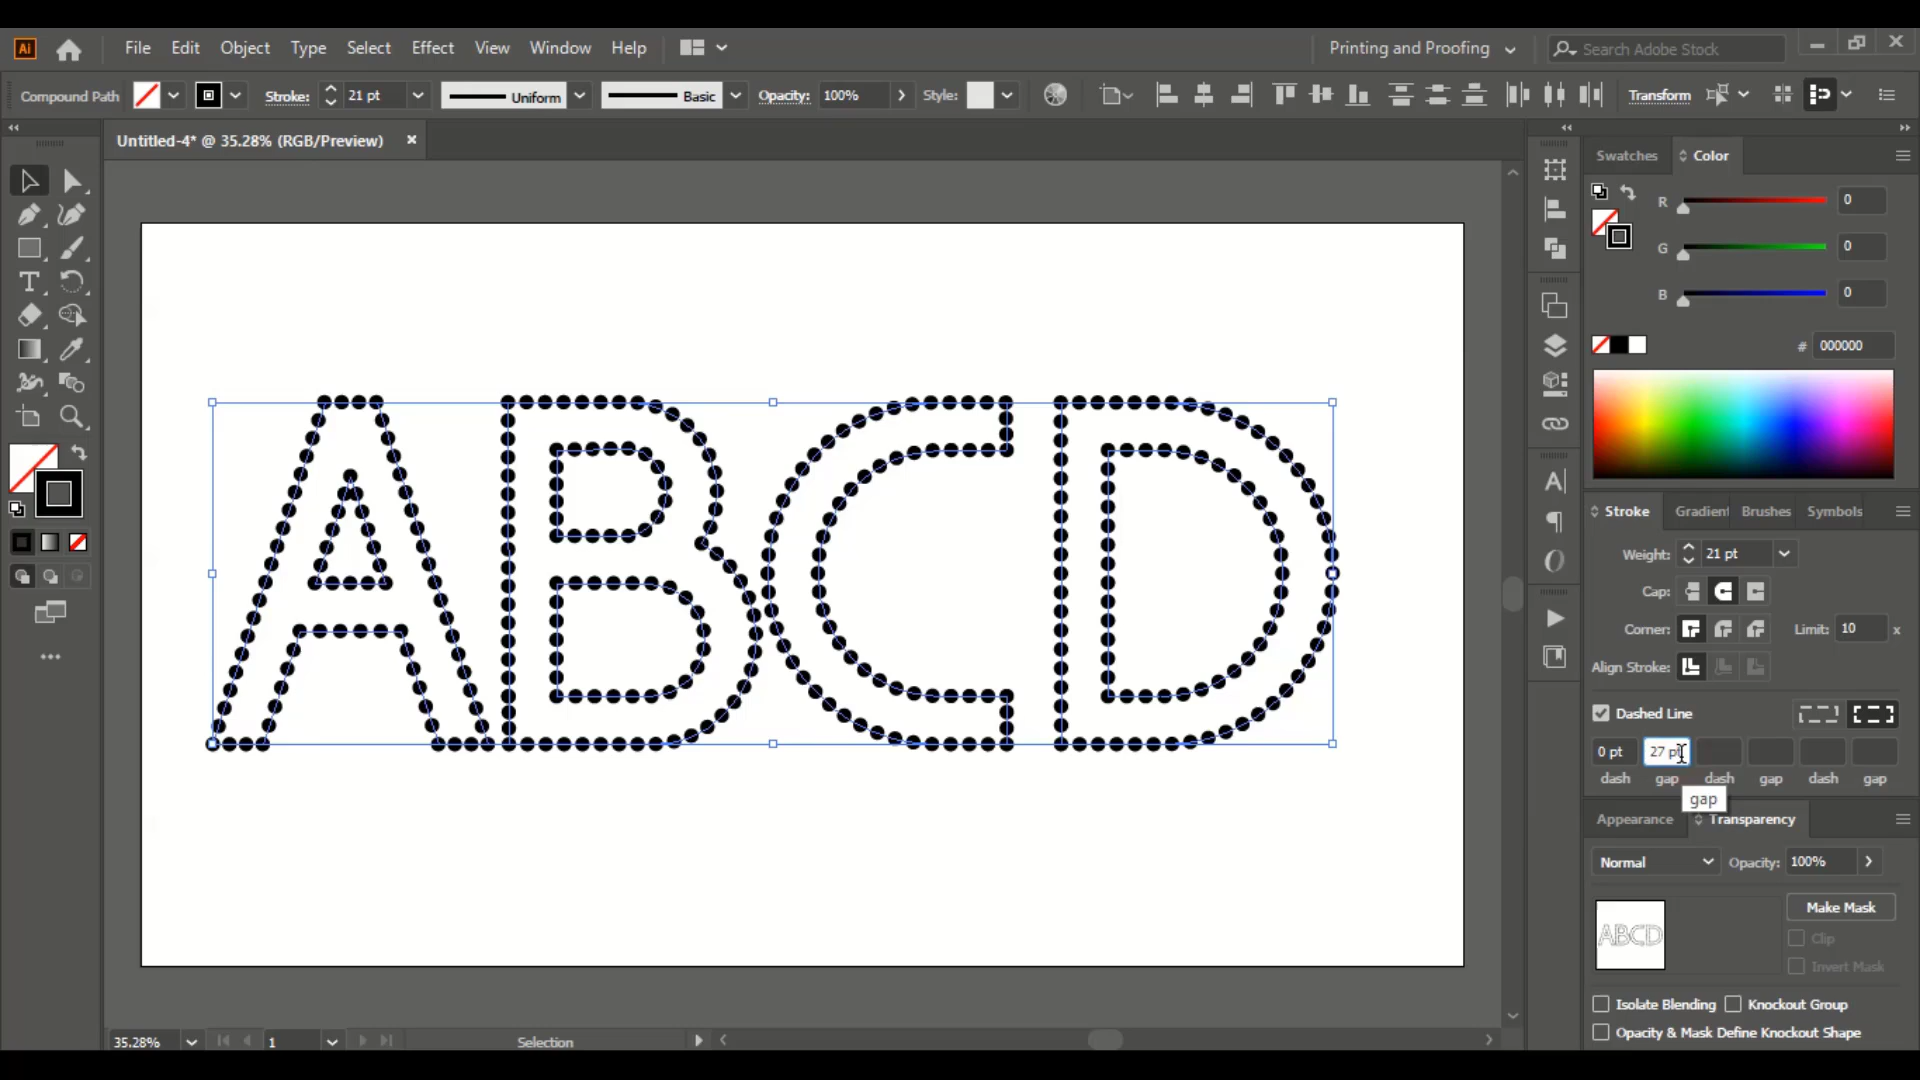 Ai File Edit Object Type Select Effect View Window Help Printing and Proofing Search Adobe Stock
Compound Path Stroke: 21 pt Uniform Basic Opacity: 100% Style: Transform
Untitled-4* @ 35.28% (RGB/Preview)
Swatches Color
R 0
G 0
B 0
# 000000
ABCD
Stroke Gradient Brushes Symbols
Weight: 21 pt
Cap:
Corner: Limit: 10 x
Align Stroke:
Dashed Line
0 pt 27 pt
dash gap dash gap dash gap
gap
Appearance Transparency
Normal Opacity: 100%
Make Mask
ABCD
Clip
Invert Mask
Isolate Blending Knockout Group
Opacity & Mask Define Knockout Shape
35.28% 1 Selection